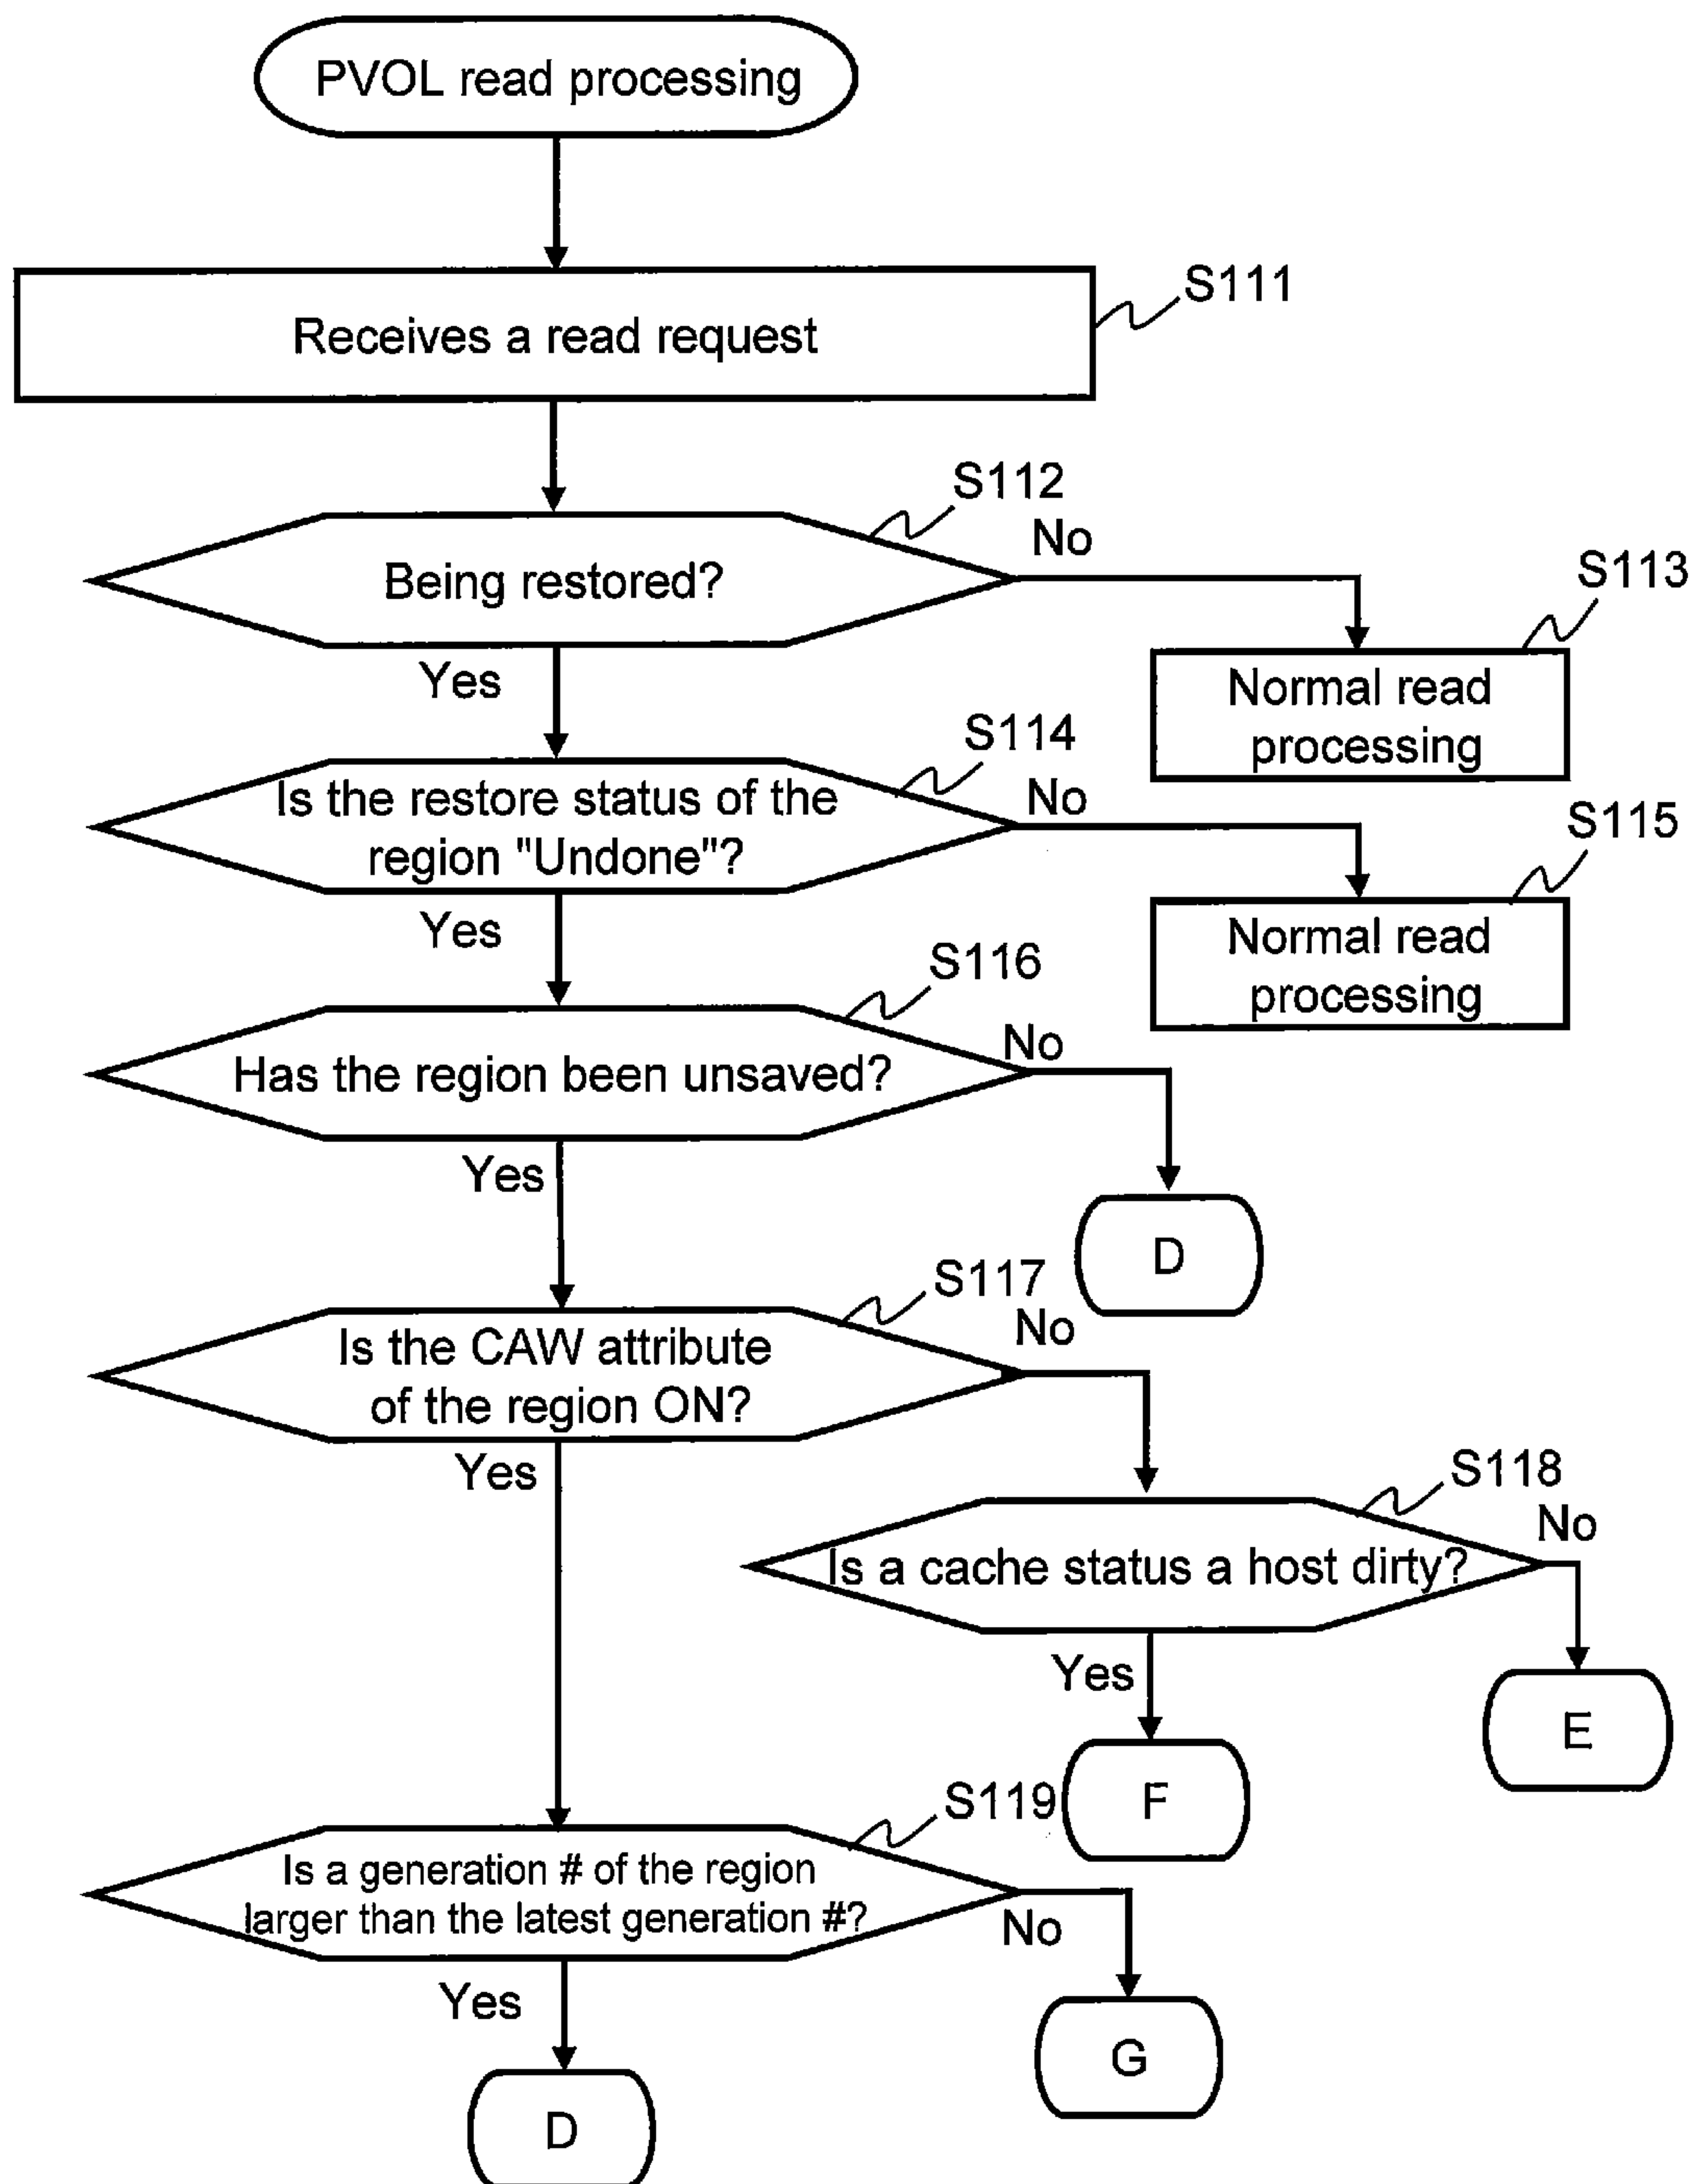 PVOL read processing
S111
Receives a read request
S112
No
Being restored?
S113
Yes
Normal read
processing
S114
Is the restore status of the
region "Undone"?
No
S115
Yes
Normal read
processing
S116
No
Has the region been unsaved?
Yes
D
S117
No
Is the CAW attribute
of the region ON?
Yes
S118
No
Is a cache status a host dirty?
Yes
E
F
S119
Is a generation # of the region
larger than the latest generation #?
No
Yes
G
D